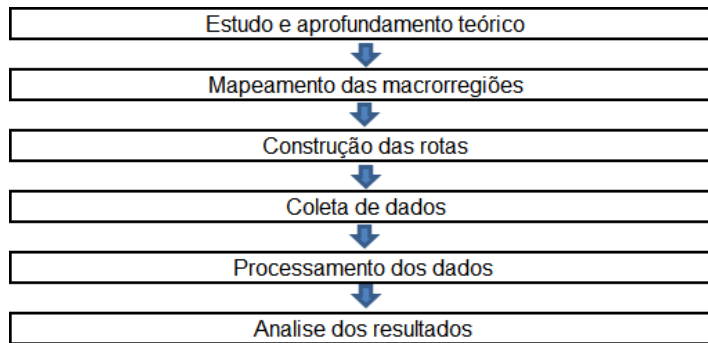 Estudo e aprofundamento teórico
Mapeamento das macrorregiões
Construção das rotas
Coleta de dados
Processamento dos dados
Analise dos resultados